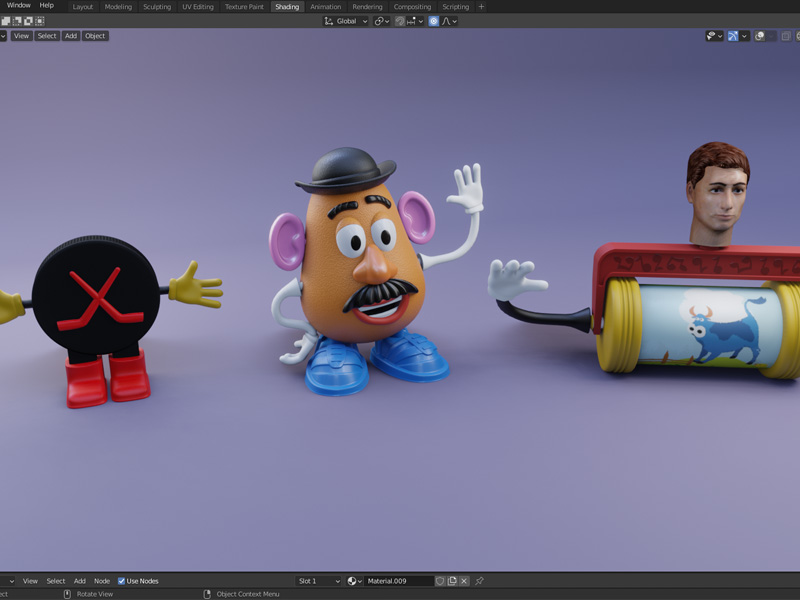 Window Help Layout Modeling Sculpting UV Editing Texture Paint Shading Animation Rendering Compositing Scripting +
Global
View Select Add Object
View Select Add Node Use Nodes Slot 1 Material.009
ect Rotate View Object Context Menu